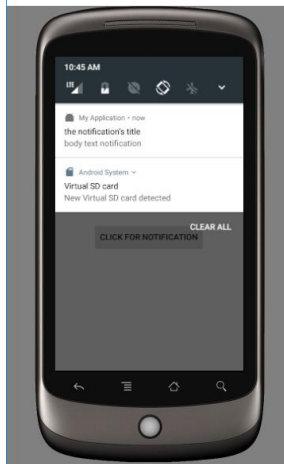 10:45 AM
LTE
My Application • now
the notification's title
body text notification
Android System
Virtual SD card
New Virtual SD card detected
CLEAR ALL
CLICK FOR NOTIFICATION